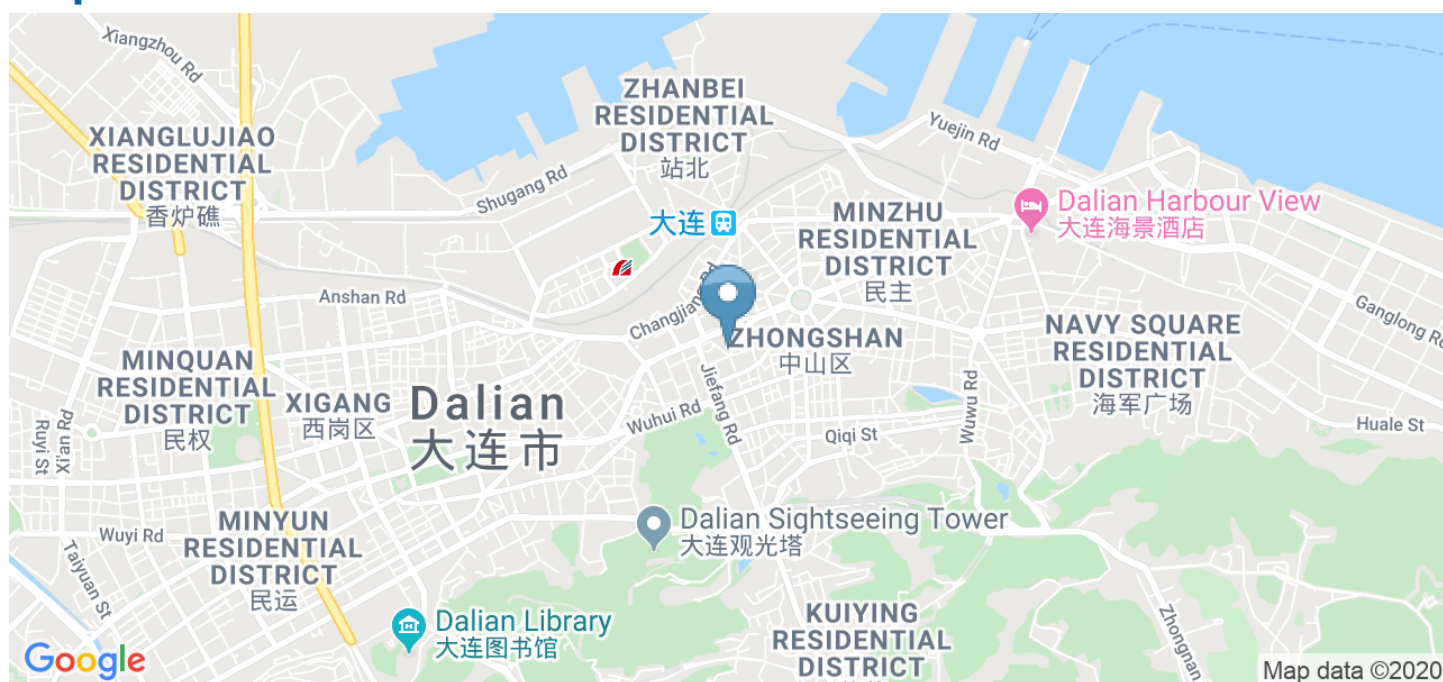 Xiangzhou Rd
ZHANBEI
RESIDENTIAL
DISTRICT
站北
Yuejin Rd
XIANGLUJIAO
RESIDENTIAL
DISTRICT
香炉礁
Shugang Rd
大连
MINZHU
RESIDENTIAL
DISTRICT
民主
Dalian Harbour View
大连海景酒店
Anshan Rd
Changjiang Rd
Ganglong Rd
ZHONGSHAN
中山区
NAVY SQUARE
RESIDENTIAL
DISTRICT
海军广场
MINQUAN
RESIDENTIAL
DISTRICT
民权
XIGANG
西岗区
Dalian
大连市
Jiefang Rd
Wuhui Rd
Qiqi St
Wuwu Rd
Huale St
Ruyi St
Xi'an Rd
Wuyi Rd
Taiyuan St
MINYUN
RESIDENTIAL
DISTRICT
民运
Dalian Sightseeing Tower
大连观光塔
Dalian Library
大连图书馆
KUIYING
RESIDENTIAL
DISTRICT
Zhongnan
Google
Map data ©2020